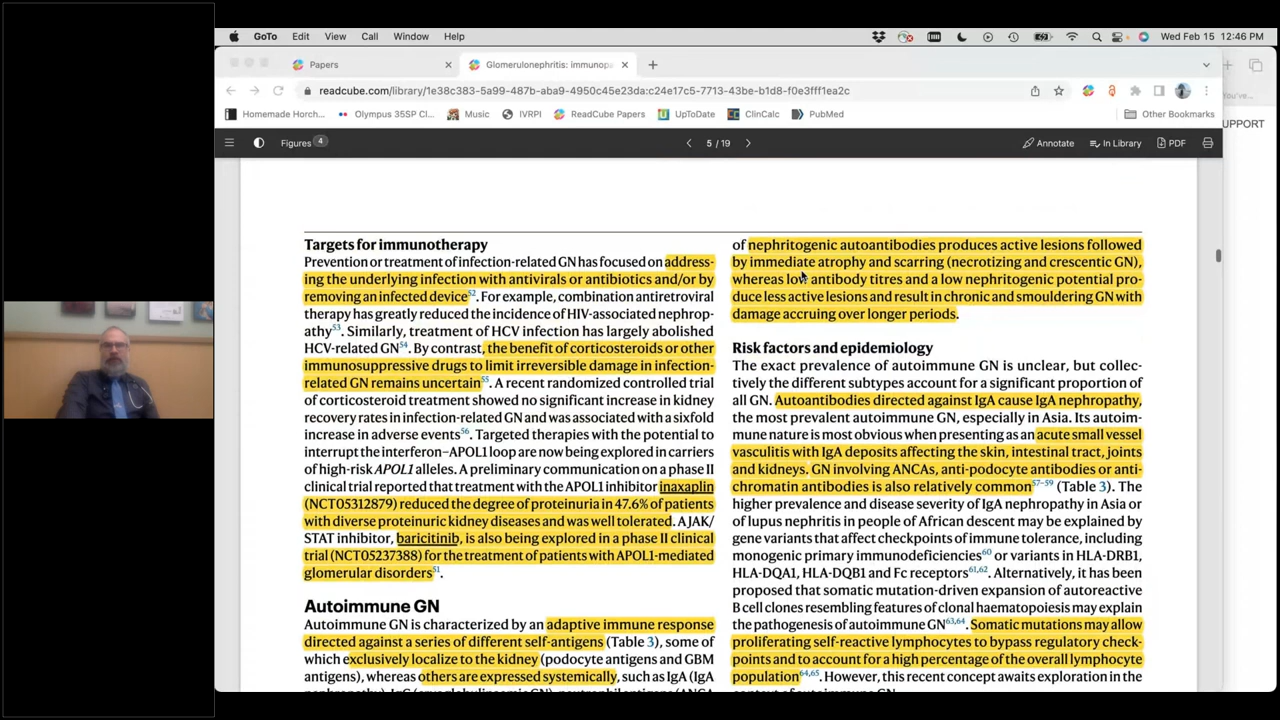 GoTo Edit View Call Window Help Wed Feb 15 12:46 PM
Papers Glomerulonephritis: immunop
readcube.com/library/1e38c383-5a99-487b-aba9-4950c45e23da:c24e17c5-7713-43be-b1d8-f0e3fff1ea2c
You've...
Homemade Horch... Olympus 35SP Cl... Music IVRPI ReadCube Papers UpToDate ClinCalc PubMed Other Bookmarks
UPPORT
Figures 4 5 / 19 Annotate In Library PDF
Targets for immunotherapy
Prevention or treatment of infection-related GN has focused on address-
ing the underlying infection with antivirals or antibiotics and/or by
removing an infected device52. For example, combination antiretroviral
therapy has greatly reduced the incidence of HIV-associated nephrop-
athy53. Similarly, treatment of HCV infection has largely abolished
HCV-related GN54. By contrast, the benefit of corticosteroids or other
immunosuppressive drugs to limit irreversible damage in infection-
related GN remains uncertain55. A recent randomized controlled trial
of corticosteroid treatment showed no significant increase in kidney
recovery rates in infection-related GN and was associated with a sixfold
increase in adverse events56. Targeted therapies with the potential to
interrupt the interferon–APOL1 loop are now being explored in carriers
of high-risk APOL1 alleles. A preliminary communication on a phase II
clinical trial reported that treatment with the APOL1 inhibitor inaxaplin
(NCT05312879) reduced the degree of proteinuria in 47.6% of patients
with diverse proteinuric kidney diseases and was well tolerated. A JAK/
STAT inhibitor, baricitinib, is also being explored in a phase II clinical
trial (NCT05237388) for the treatment of patients with APOL1-mediated
glomerular disorders51.
Autoimmune GN
Autoimmune GN is characterized by an adaptive immune response
directed against a series of different self-antigens (Table 3), some of
which exclusively localize to the kidney (podocyte antigens and GBM
antigens), whereas others are expressed systemically, such as IgA (IgA
of nephritogenic autoantibodies produces active lesions followed
by immediate atrophy and scarring (necrotizing and crescentic GN),
whereas low antibody titres and a low nephritogenic potential pro-
duce less active lesions and result in chronic and smouldering GN with
damage accruing over longer periods.
Risk factors and epidemiology
The exact prevalence of autoimmune GN is unclear, but collec-
tively the different subtypes account for a significant proportion of
all GN. Autoantibodies directed against IgA cause IgA nephropathy,
the most prevalent autoimmune GN, especially in Asia. Its autoim-
mune nature is most obvious when presenting as an acute small vessel
vasculitis with IgA deposits affecting the skin, intestinal tract, joints
and kidneys. GN involving ANCAs, anti-podocyte antibodies or anti-
chromatin antibodies is also relatively common57–59 (Table 3). The
higher prevalence and disease severity of IgA nephropathy in Asia or
of lupus nephritis in people of African descent may be explained by
gene variants that affect checkpoints of immune tolerance, including
monogenic primary immunodeficiencies60 or variants in HLA-DRB1,
HLA-DQA1, HLA-DQB1 and Fc receptors61,62. Alternatively, it has been
proposed that somatic mutation-driven expansion of autoreactive
B cell clones resembling features of clonal haematopoiesis may explain
the pathogenesis of autoimmune GN63,64. Somatic mutations may allow
proliferating self-reactive lymphocytes to bypass regulatory check-
points and to account for a high percentage of the overall lymphocyte
population64,65. However, this recent concept awaits exploration in the